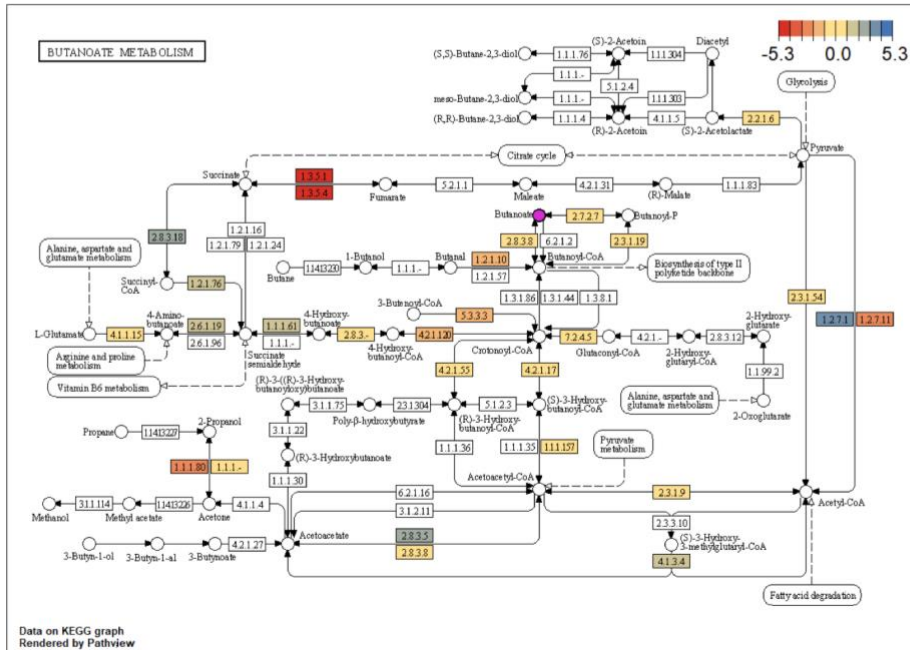 BUTANOATE METABOLISM
-5.3 0.0 5.3
(S,S)-Butane-2,3-diol
1.1.1.76
(S)-2-Acetoin
1.1.1.304
Diacetyl
1.1.1.-
5.1.2.4
Glycolysis
meso-Butane-2,3-diol
1.1.1.-
1.1.1.303
(R,R)-Butane-2,3-diol
1.1.1.4
(R)-2-Acetoin
4.1.1.5
(S)-2-Acetolactate
2.2.1.6
Citrate cycle
Pyruvate
Succinate
1.3.5.1
1.3.5.4
Fumarate
5.2.1.1
Maleate
4.2.1.31
(R)-Malate
1.1.1.83
1.2.1.16
1.2.1.79 1.2.1.24
Butanoate
2.7.2.7
Butanoyl-P
2.8.3.18
2.8.3.8 6.2.1.2
2.3.1.19
Alanine, aspartate and
glutamate metabolism
Butane
1.14.13.230
1-Butanol
1.1.1.-
Butanal
1.2.1.10
1.2.1.57
Butanoyl-CoA
Biosynthesis of type II
polyketide backbone
Succinyl-
CoA
1.2.1.76
1.3.1.86 1.3.1.44 1.3.8.1
2.3.1.54
3-Butenoyl-CoA
5.3.3.3
1.2.7.1 1.2.7.11
L-Glutamate
4.1.1.15
4-Amino-
butanoate
2.6.1.19
2.6.1.96
1.1.1.61
1.1.1.-
4-Hydroxy-
butanoate
2.8.3.-
4-Hydroxy-
butanoyl-CoA
4.2.1.120
Crotonoyl-CoA
7.2.4.5
Glutaconyl-CoA
4.2.1.-
2-Hydroxy-
glutaryl-CoA
2.8.3.12
2-Hydroxy-
glutarate
Arginine and proline
metabolism
Succinate
semialdehyde
Vitamin B6 metabolism
4.2.1.55
4.2.1.17
1.1.99.2
(R)-3-((R)-3-Hydroxy-
butanoyloxy)butanoate
3.1.1.75
Poly-β-hydroxybutyrate
2.3.1.304
5.1.2.3
(R)-3-Hydroxy-
butanoyl-CoA
(S)-3-Hydroxy-
butanoyl-CoA
Alanine, aspartate and
glutamate metabolism
2-Oxoglutarate
Propane
1.14.13.227
2-Propanol
3.1.1.22
(R)-3-Hydroxybutanoate
1.1.1.36
1.1.1.35 1.1.1.157
Pyruvate
metabolism
1.1.1.80 1.1.1.-
1.1.1.30
Acetoacetyl-CoA
6.2.1.16
2.3.1.9
Acetyl-CoA
Methanol
3.1.1.114
Methyl acetate
1.14.13.226
Acetone
4.1.1.4
3.1.2.11
2.3.3.10
3-Butyn-1-ol
3-Butyn-1-al
3-Butynoate
4.2.1.27
Acetoacetate
2.8.3.5
2.8.3.8
(S)-3-Hydroxy-
3-methylglutaryl-CoA
4.1.3.4
Fatty acid degradation
Data on KEGG graph
Rendered by Pathview